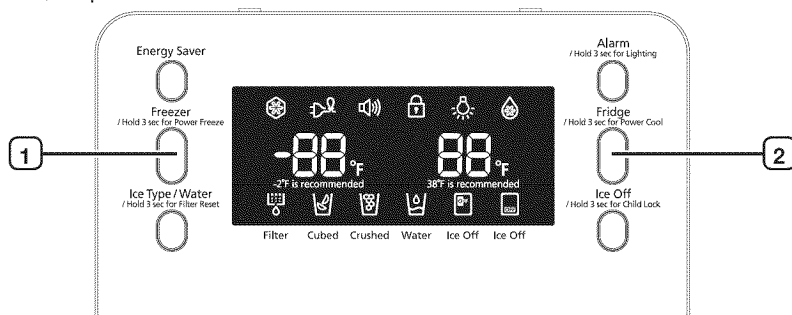 Energy Saver
Alarm
/ Hold 3 sec for Lighting
Freezer
/ Hold 3 sec for Power Freeze
Fridge
/ Hold 3 sec for Power Cool
1
-88°F
88°F
2
-2°F is recommended
38°F is recommended
Ice Type / Water
/ Hold 3 sec for Filter Reset
Ice Off
/ Hold 3 sec for Child Lock
Filter Cubed Crushed Water Ice Off Ice Off